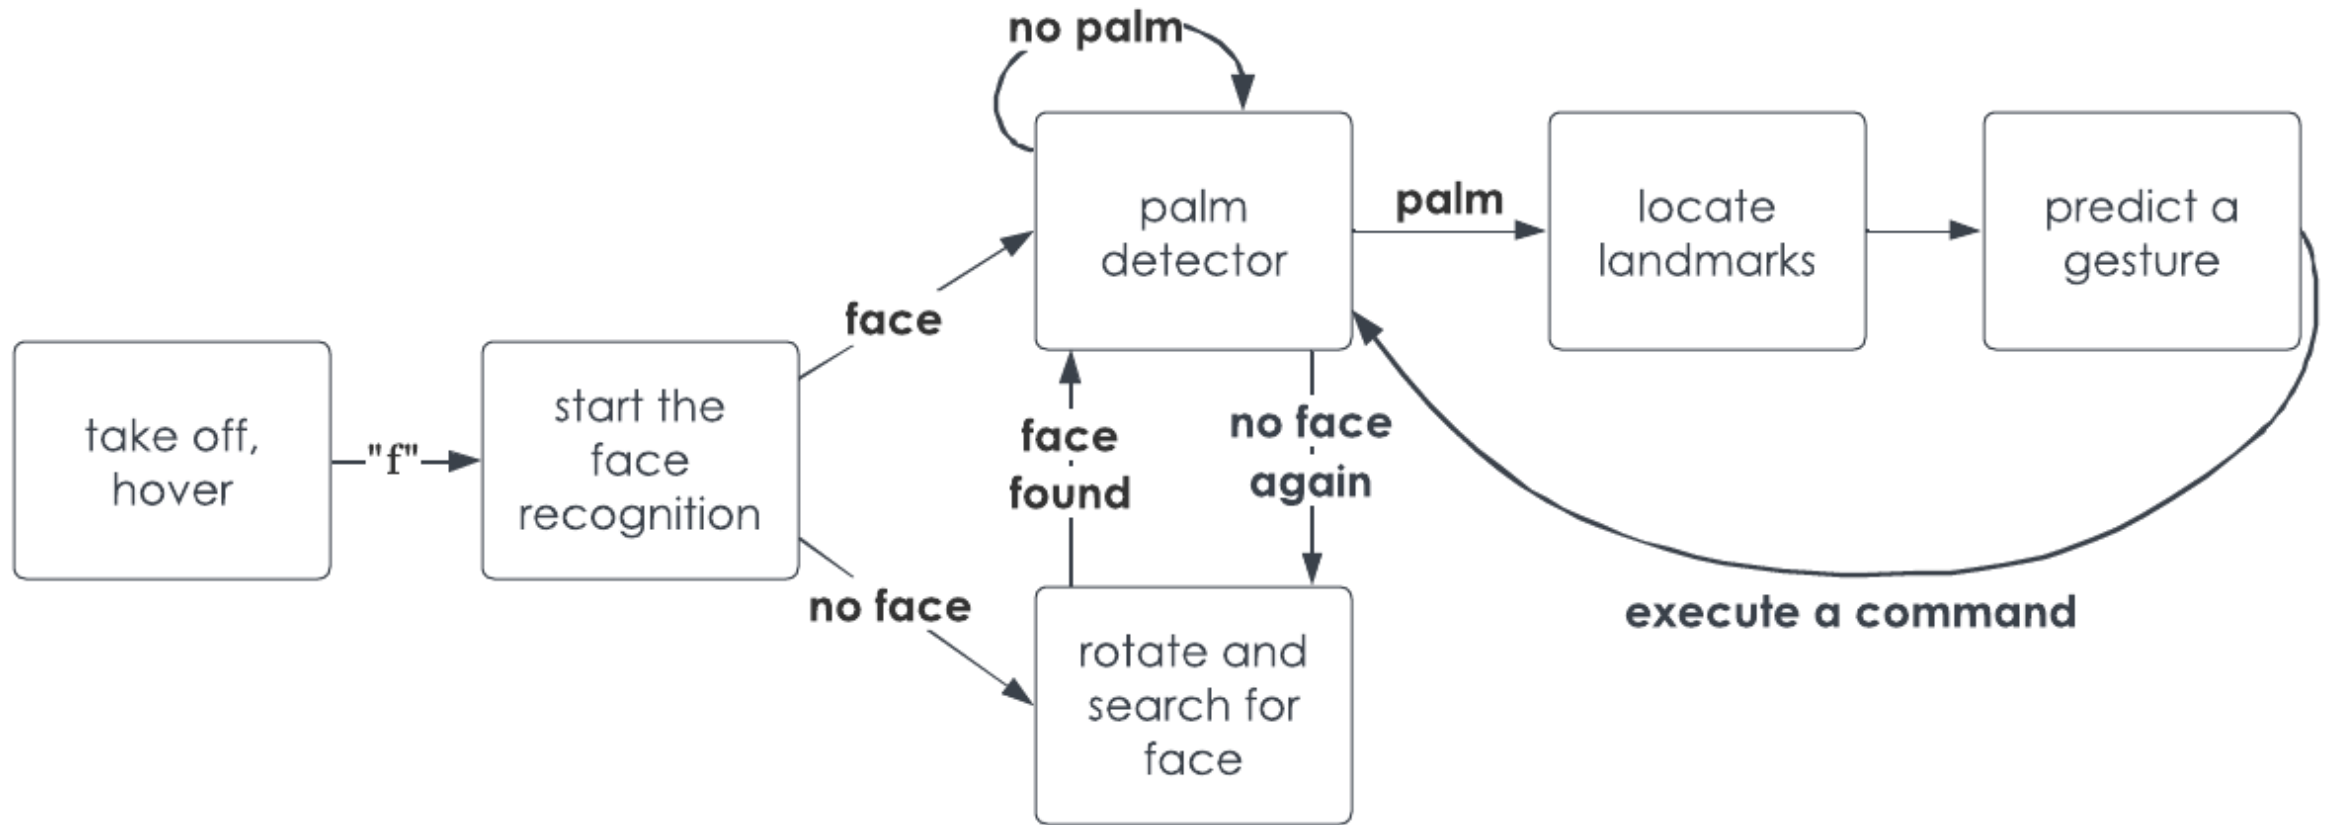 no palm
palm
detector
palm
locate
landmarks
predict a
gesture
face
take off,
hover
"f"
start the
face
recognition
face
found
no face
again
no face
execute a command
rotate and
search for
face